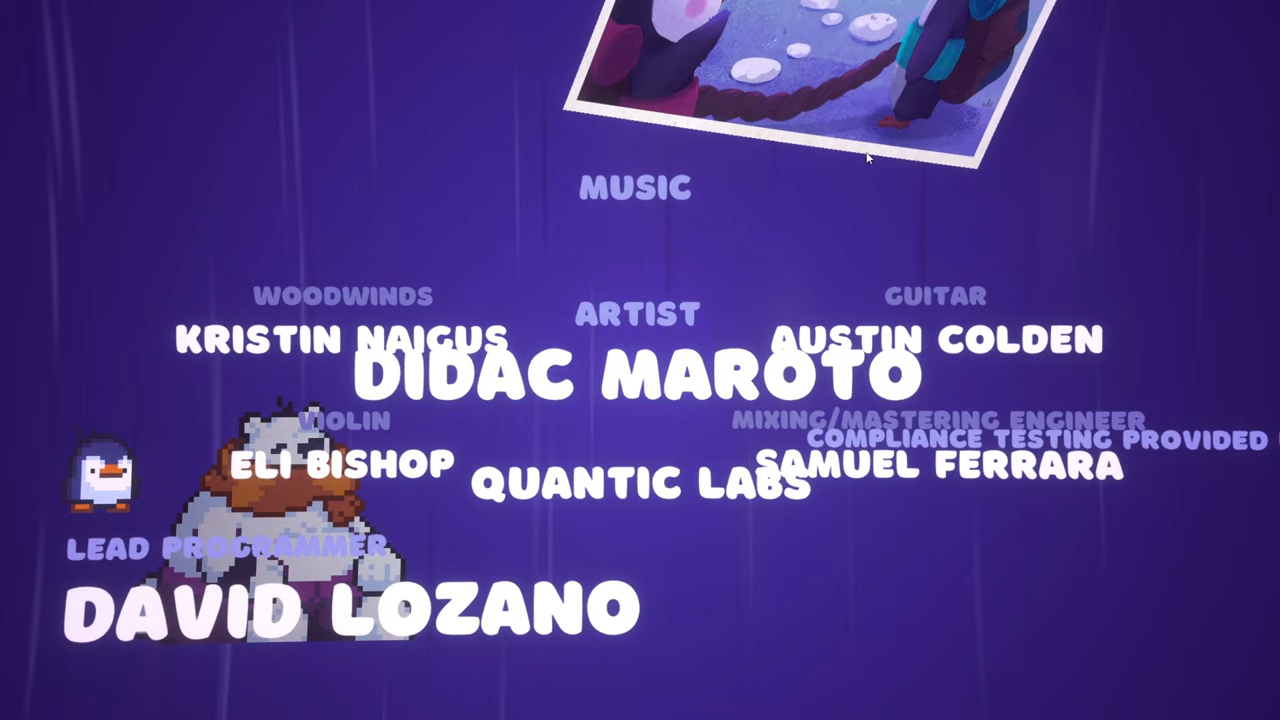 MUSIC
WOODWINDS
ARTIST
GUITAR
KRISTIN NAIGUS
AUSTIN COLDEN
DIDAC MAROTO
VIOLIN
MIXING/MASTERING ENGINEER
COMPLIANCE TESTING PROVIDED
ELI BISHOP
SAMUEL FERRARA
QUANTIC LABS
LEAD PROGRAMMER
DAVID LOZANO